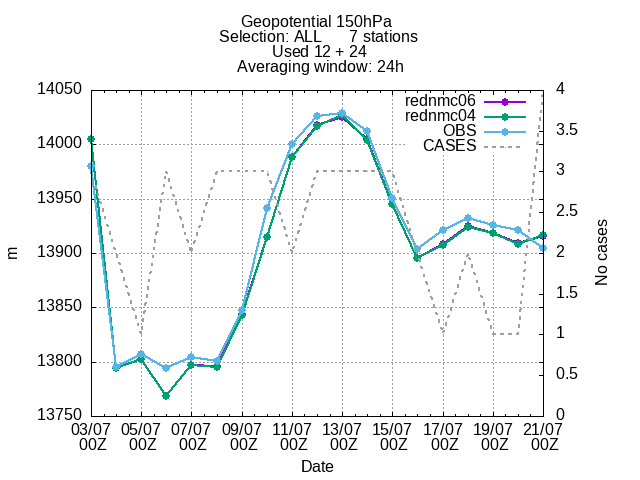 Geopotential 150hPa
Selection: ALL 7 stations
Used 12 + 24
Averaging window: 24h
14050
14000
13950
13900
13850
13800
13750
m
4
3.5
3
2.5
2
1.5
1
0.5
0
No cases
rednmc06
rednmc04
OBS
CASES
03/07 05/07 07/07 09/07 11/07 13/07 15/07 17/07 19/07 21/07
00Z 00Z 00Z 00Z 00Z 00Z 00Z 00Z 00Z 00Z
Date